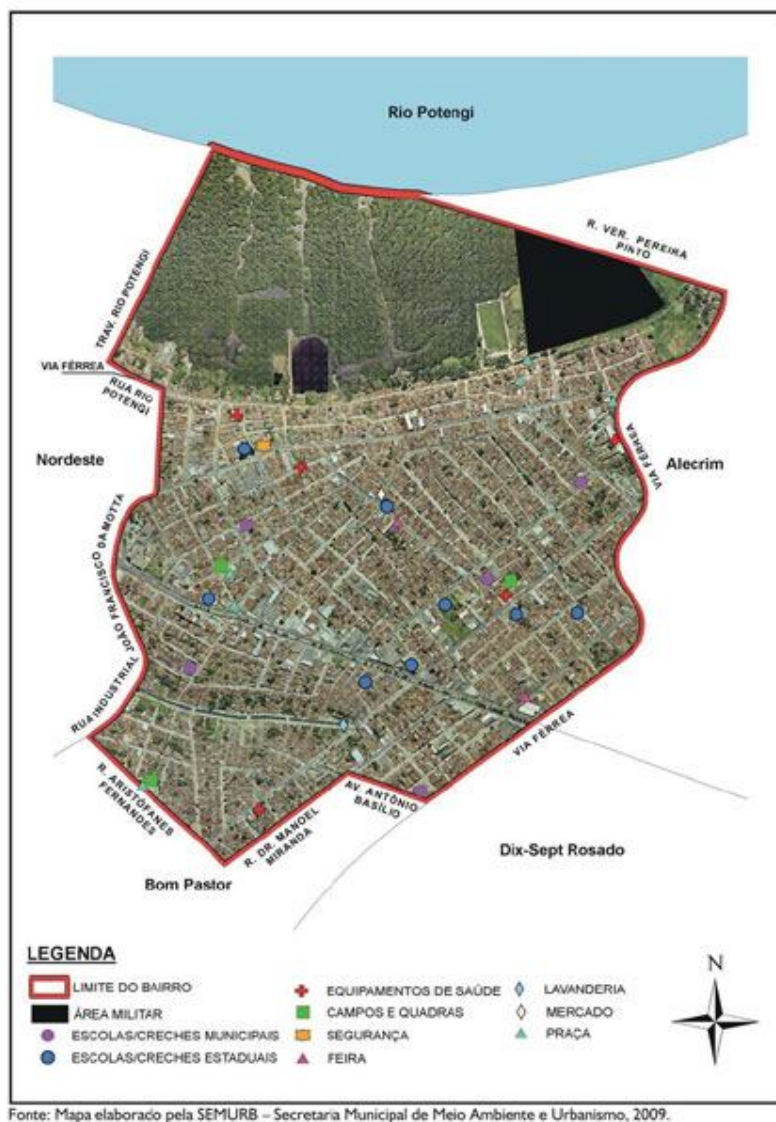 Rio Potengi
R. VER. PEREIRA
PINTO
TRAV. RIO POTENGI
VIA FÉRREA
RUA RIO
POTENGI
Nordeste
VIA FÉRREA
Alecrim
RUA INDUSTRIAL JOÃO FRANCISCO DA MOTTA
VIA FÉRREA
R. ARISTÓFANES
FERNANDES
R. DR. MANOEL
MIRANDA
AV. ANTÔNIO
BASÍLIO
Dix-Sept Rosado
Bom Pastor
LEGENDA
LIMITE DO BAIRRO
ÁREA MILITAR
ESCOLAS/CRECHES MUNICIPAIS
ESCOLAS/CRECHES ESTADUAIS
EQUIPAMENTOS DE SAÚDE
CAMPOS E QUADRAS
SEGURANÇA
FEIRA
LAVANDERIA
MERCADO
PRAÇA
N
Fonte: Mapa elaborado pela SEMURB – Secretaria Municipal de Meio Ambiente e Urbanismo, 2009.